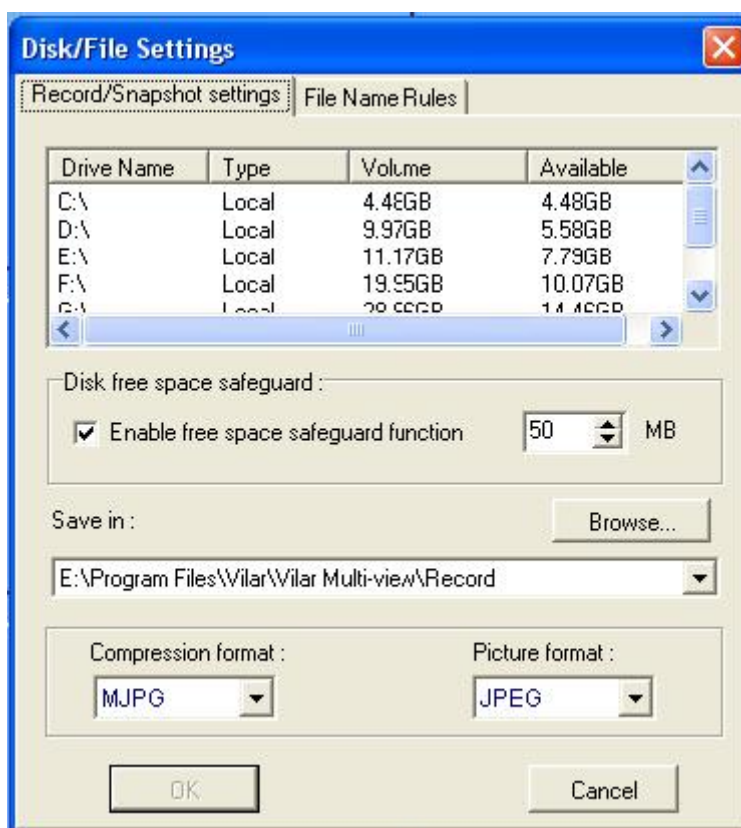 Disk/File Settings
Record/Snapshot settings File Name Rules
Drive Name Type Volume Available
C:\ Local 4.48GB 4.48GB
D:\ Local 9.97GB 5.58GB
E:\ Local 11.17GB 7.79GB
F:\ Local 19.95GB 10.07GB
G:\ Local
Disk free space safeguard :
Enable free space safeguard function 50 MB
Save in : Browse...
E:\Program Files\Vilar\Vilar Multi-view\Record
Compression format : Picture format :
MJPG JPEG
OK Cancel